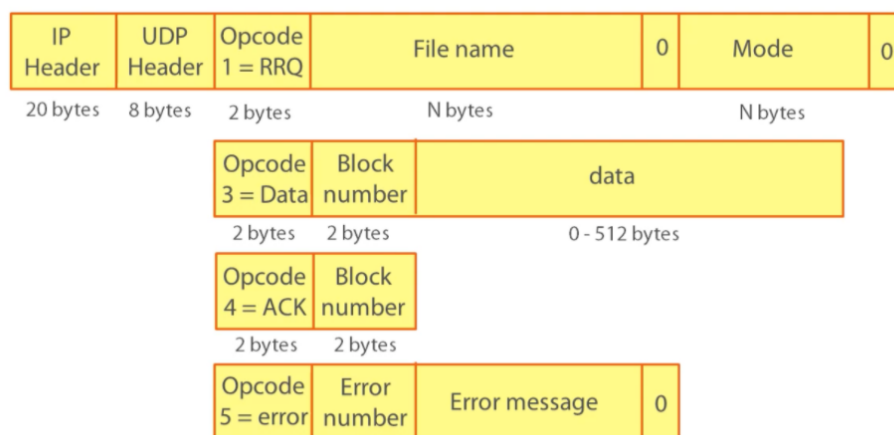 IP Header UDP Header Opcode 1 = RRQ File name 0 Mode 0
20 bytes 8 bytes 2 bytes N bytes N bytes
Opcode 3 = Data Block number data
2 bytes 2 bytes 0 - 512 bytes
Opcode 4 = ACK Block number
2 bytes 2 bytes
Opcode 5 = error Error number Error message 0